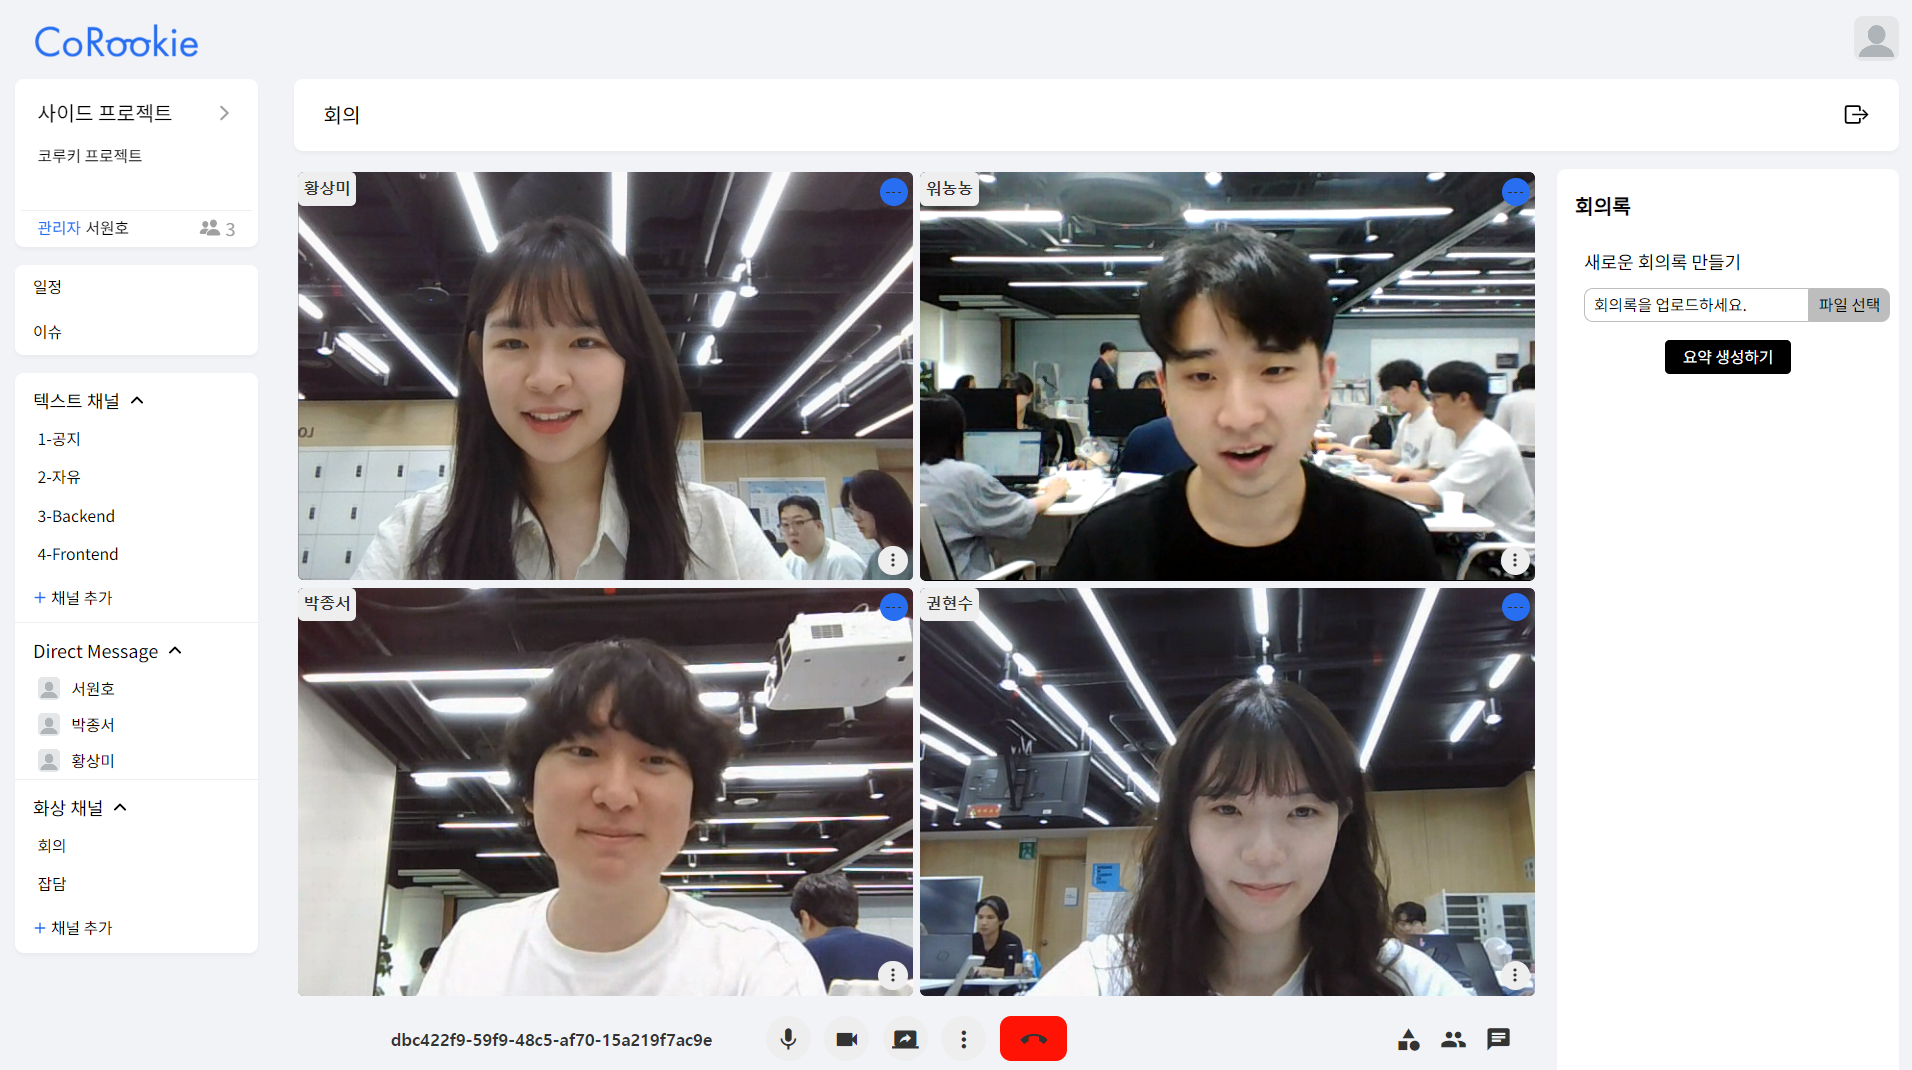 CoRookie
사이드 프로젝트
코루키 프로젝트
관리자 서원호
3
일정
이슈
텍스트 채널
1-공지
2-자유
3-Backend
4-Frontend
+ 채널 추가
Direct Message
서원호
박종서
황상미
화상 채널
회의
잡담
+ 채널 추가
회의
황상미
워농농
박종서
권현수
dbc422f9-59f9-48c5-af70-15a219f7ac9e
회의록
새로운 회의록 만들기
회의록을 업로드하세요.
파일 선택
요약 생성하기